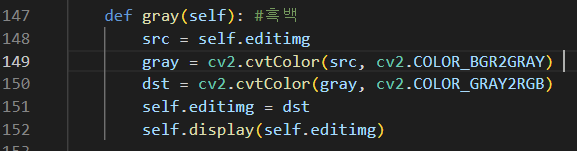 147 def gray(self): #흑백
148 src = self.editimg
149 gray = cv2.cvtColor(src, cv2.COLOR_BGR2GRAY)
150 dst = cv2.cvtColor(gray, cv2.COLOR_GRAY2RGB)
151 self.editimg = dst
152 self.display(self.editimg)